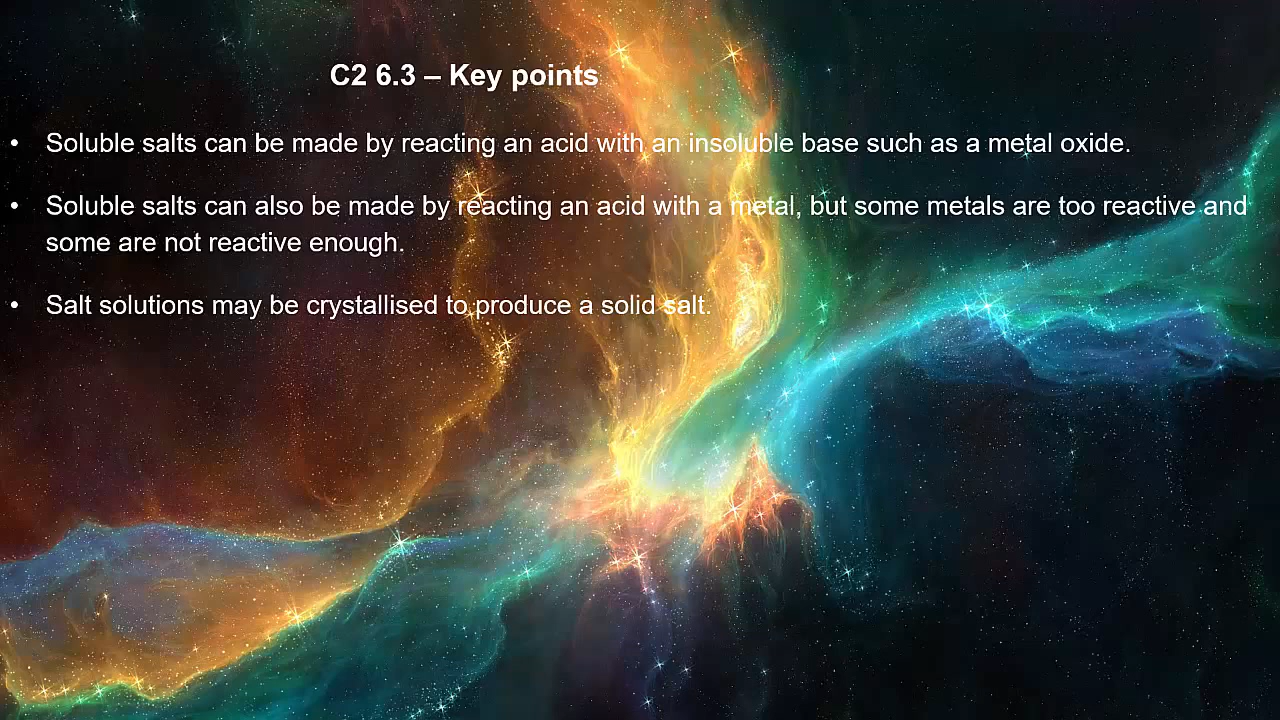 C2 6.3 – Key points
• Soluble salts can be made by reacting an acid with an insoluble base such as a metal oxide.
• Soluble salts can also be made by reacting an acid with a metal, but some metals are too reactive and
some are not reactive enough.
• Salt solutions may be crystallised to produce a solid salt.